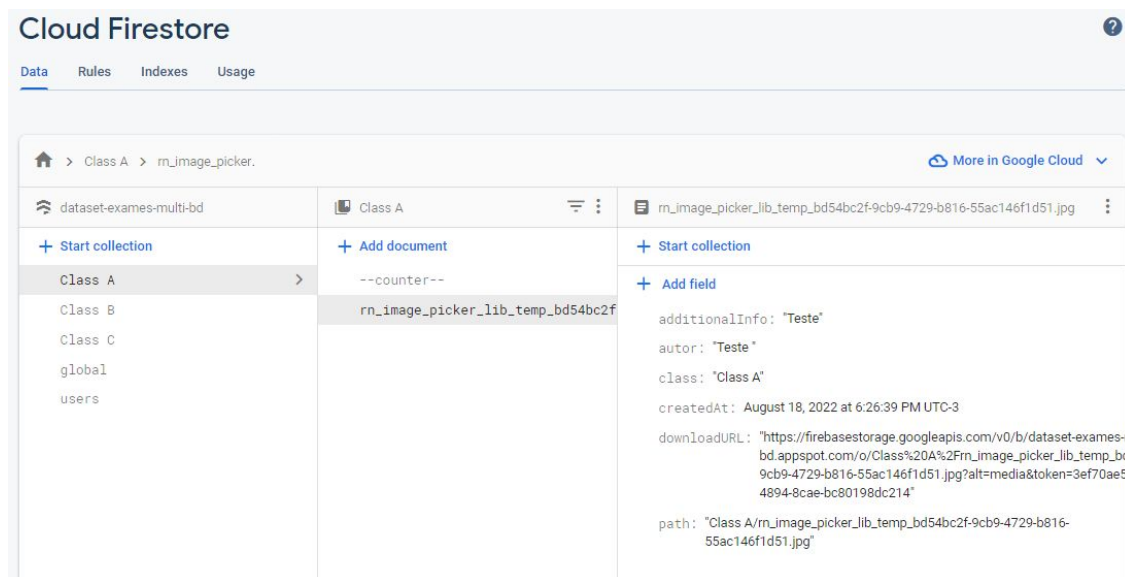 Cloud Firestore
?
Data Rules Indexes Usage
Class A > rn_image_picker.
More in Google Cloud
dataset-exames-multi-bd
Class A
rn_image_picker_lib_temp_bd54bc2f-9cb9-4729-b816-55ac146f1d51.jpg
+ Start collection
+ Add document
+ Start collection
Class A >
Class B
Class C
global
users
--counter--
rn_image_picker_lib_temp_bd54bc2f
+ Add field
additionalInfo: "Teste"
autor: "Teste "
class: "Class A"
createdAt: August 18, 2022 at 6:26:39 PM UTC-3
downloadURL: "https://firebasestorage.googleapis.com/v0/b/dataset-exames-
bd.appspot.com/o/Class%20A%2Frn_image_picker_lib_temp_bd
9cb9-4729-b816-55ac146f1d51.jpg?alt=media&token=3ef70ae5
4894-8cae-bc80198dc214"
path: "Class A/rn_image_picker_lib_temp_bd54bc2f-9cb9-4729-b816-
55ac146f1d51.jpg"